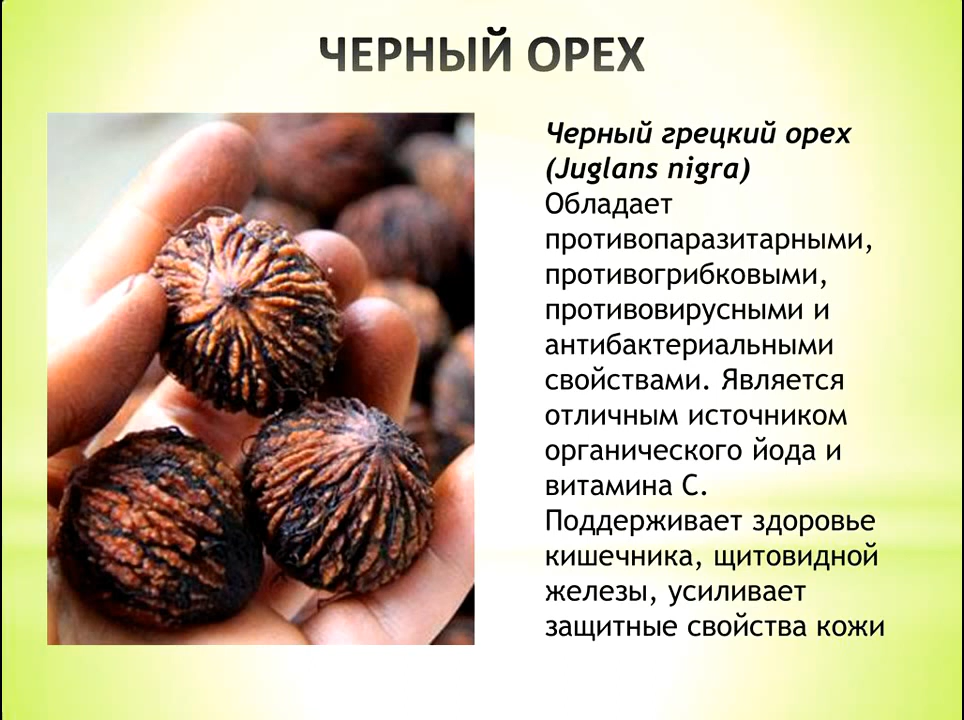 ЧЕРНЫЙ ОРЕХ
Черный грецкий орех
(Juglans nigra)
Обладает
противопаразитарными,
противогрибковыми,
противовирусными и
антибактериальными
свойствами. Является
отличным источником
органического йода и
витамина С.
Поддерживает здоровье
кишечника, щитовидной
железы, усиливает
защитные свойства кожи